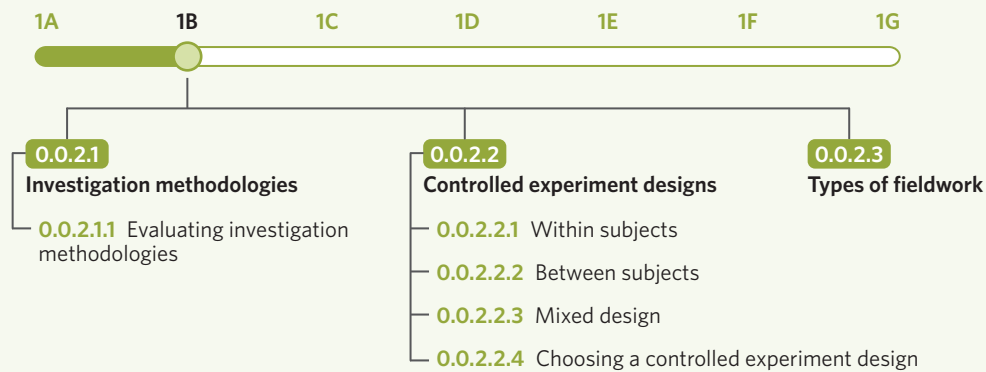 1A 1B 1C 1D 1E 1F 1G
0.0.2.1
Investigation methodologies
0.0.2.1.1 Evaluating investigation
methodologies
0.0.2.2
Controlled experiment designs
0.0.2.2.1 Within subjects
0.0.2.2.2 Between subjects
0.0.2.2.3 Mixed design
0.0.2.2.4 Choosing a controlled experiment design
0.0.2.3
Types of fieldwork